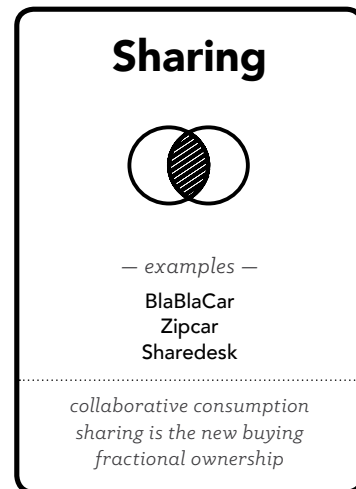 Sharing
— examples —
BlaBlaCar
Zipcar
Sharedesk
collaborative consumption
sharing is the new buying
fractional ownership